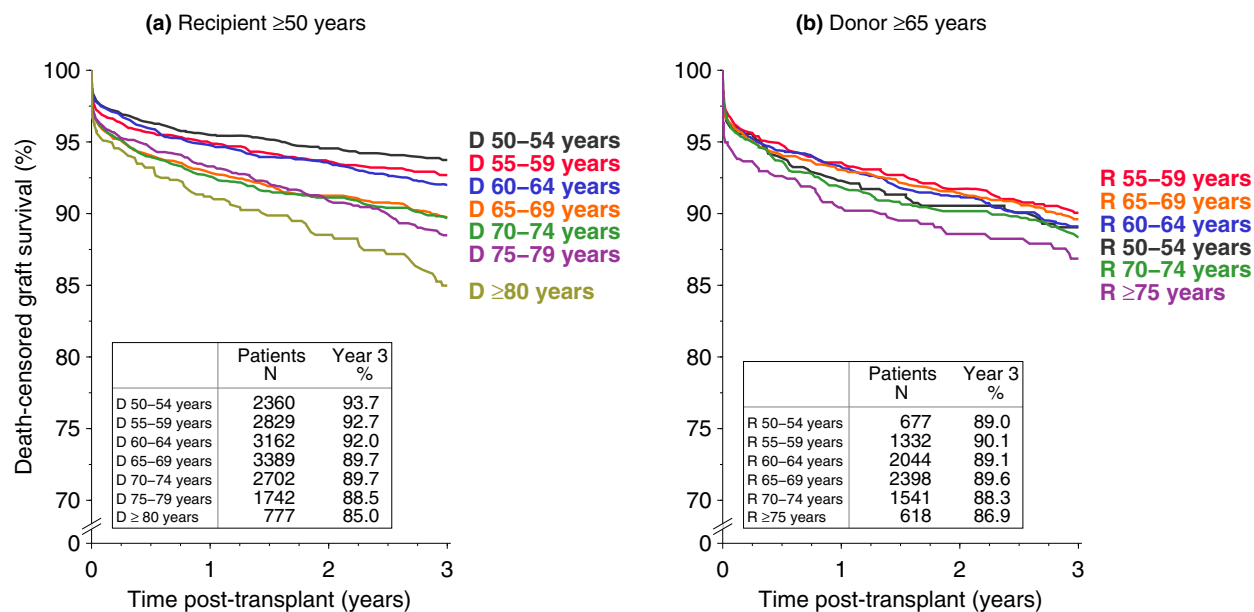 (a) Recipient ≥50 years
Death-censored graft survival (%)
100
95
90
85
80
75
70
0
0 1 2 3
Time post-transplant (years)
D 50–54 years
D 55–59 years
D 60–64 years
D 65–69 years
D 70–74 years
D 75–79 years
D ≥80 years
Patients Year 3
N %
D 50–54 years 2360 93.7
D 55–59 years 2829 92.7
D 60–64 years 3162 92.0
D 65–69 years 3389 89.7
D 70–74 years 2702 89.7
D 75–79 years 1742 88.5
D ≥ 80 years 777 85.0
(b) Donor ≥65 years
100
95
90
85
80
75
70
0
0 1 2 3
Time post-transplant (years)
R 55–59 years
R 65–69 years
R 60–64 years
R 50–54 years
R 70–74 years
R ≥75 years
Patients Year 3
N %
R 50–54 years 677 89.0
R 55–59 years 1332 90.1
R 60–64 years 2044 89.1
R 65–69 years 2398 89.6
R 70–74 years 1541 88.3
R ≥75 years 618 86.9